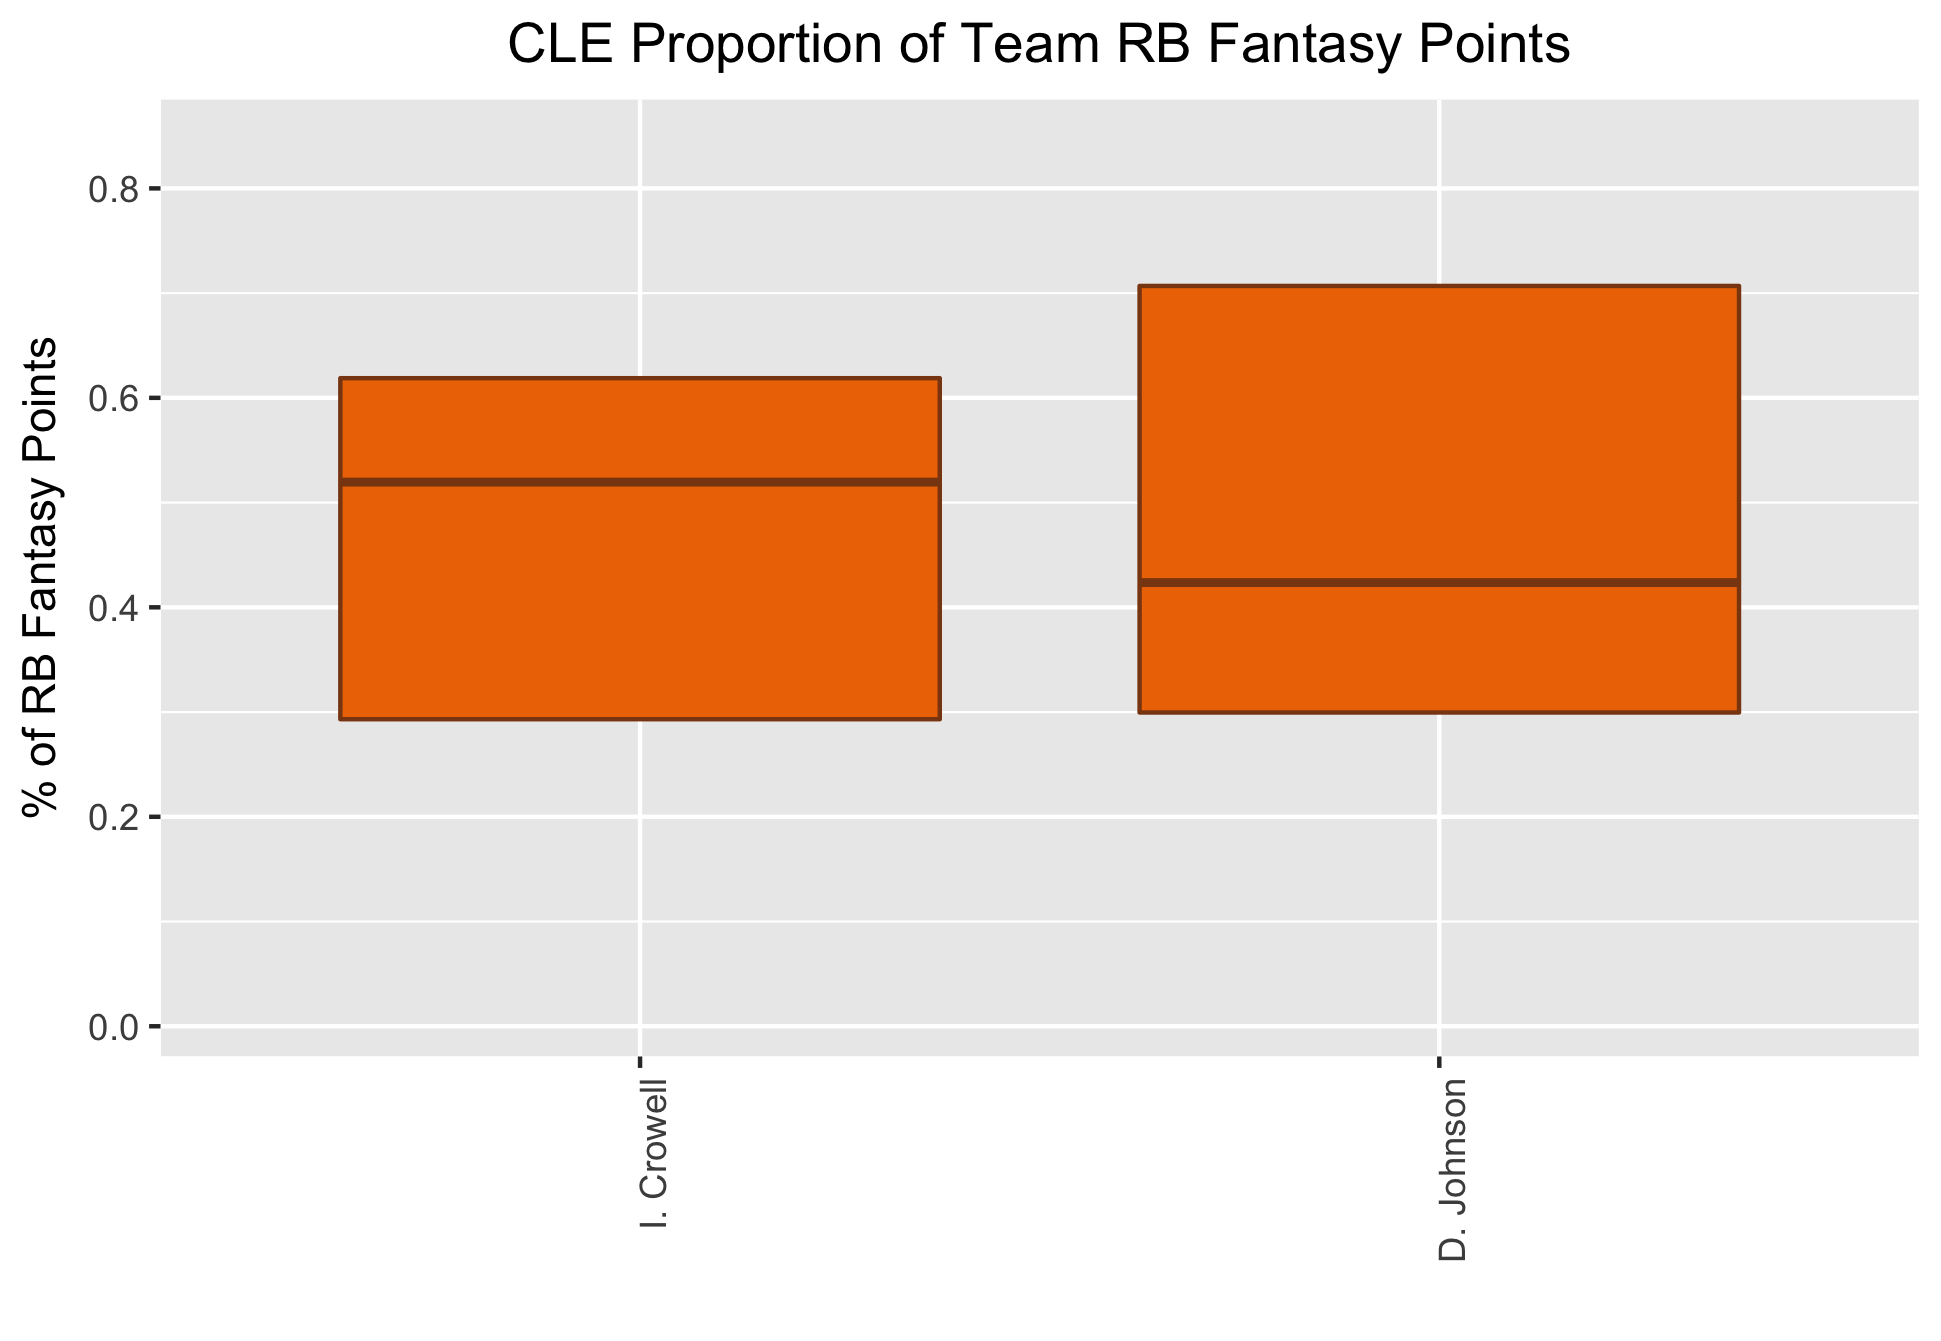 CLE Proportion of Team RB Fantasy Points
% of RB Fantasy Points
0.8
0.6
0.4
0.2
0.0
I. Crowell
D. Johnson